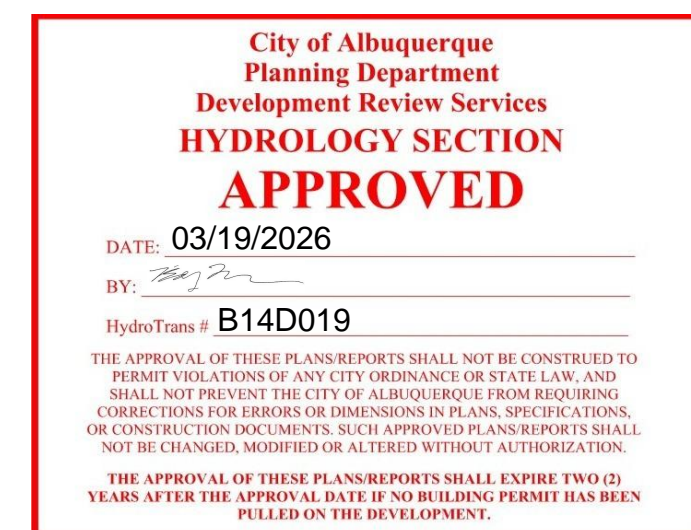 City of Albuquerque
Planning Department
Development Review Services
HYDROLOGY SECTION
APPROVED
DATE: 03/19/2026
BY:
HydroTrans # B14D019
THE APPROVAL OF THESE PLANS/REPORTS SHALL NOT BE CONSTRUED TO
PERMIT VIOLATIONS OF ANY CITY ORDINANCE OR STATE LAW, AND
SHALL NOT PREVENT THE CITY OF ALBUQUERQUE FROM REQUIRING
CORRECTIONS FOR ERRORS OR DIMENSIONS IN PLANS, SPECIFICATIONS,
OR CONSTRUCTION DOCUMENTS. SUCH APPROVED PLANS/REPORTS SHALL
NOT BE CHANGED, MODIFIED OR ALTERED WITHOUT AUTHORIZATION.
THE APPROVAL OF THESE PLANS/REPORTS SHALL EXPIRE TWO (2)
YEARS AFTER THE APPROVAL DATE IF NO BUILDING PERMIT HAS BEEN
PULLED ON THE DEVELOPMENT.